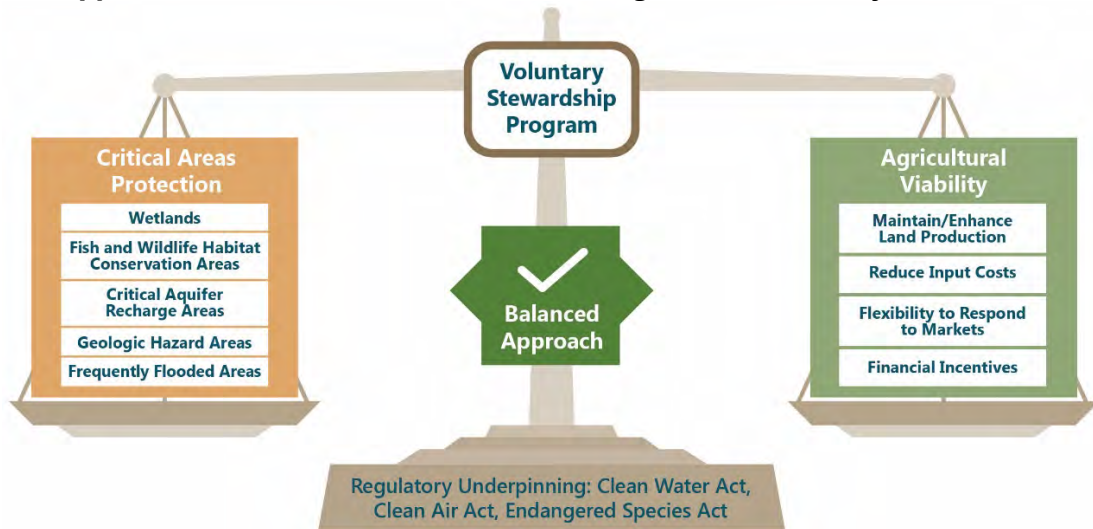 Voluntary
Stewardship
Program
Critical Areas
Protection
Wetlands
Fish and Wildlife Habitat
Conservation Areas
Critical Aquifer
Recharge Areas
Geologic Hazard Areas
Frequently Flooded Areas
Balanced
Approach
Agricultural
Viability
Maintain/Enhance
Land Production
Reduce Input Costs
Flexibility to Respond
to Markets
Financial Incentives
Regulatory Underpinning: Clean Water Act,
Clean Air Act, Endangered Species Act